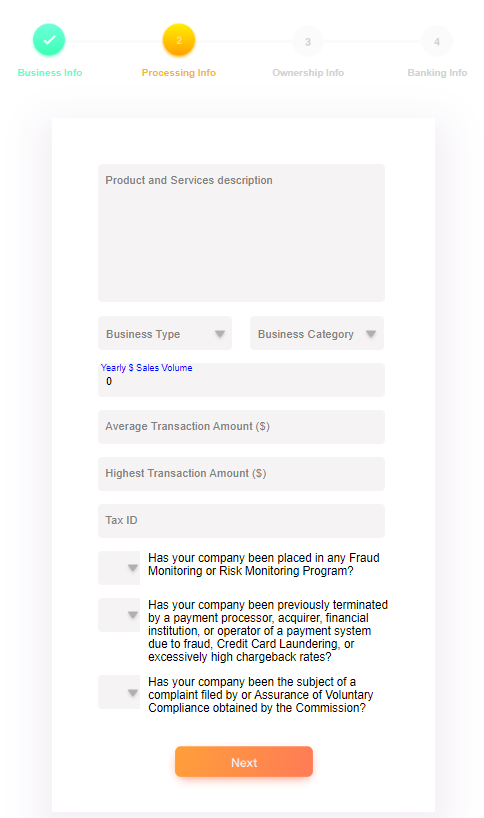 2 3 4
Business Info Processing Info Ownership Info Banking Info
Product and Services description
Business Type Business Category
Yearly $ Sales Volume
0
Average Transaction Amount ($)
Highest Transaction Amount ($)
Tax ID
Has your company been placed in any Fraud
Monitoring or Risk Monitoring Program?
Has your company been previously terminated
by a payment processor, acquirer, financial
institution, or operator of a payment system
due to fraud, Credit Card Laundering, or
excessively high chargeback rates?
Has your company been the subject of a
complaint filed by or Assurance of Voluntary
Compliance obtained by the Commission?
Next